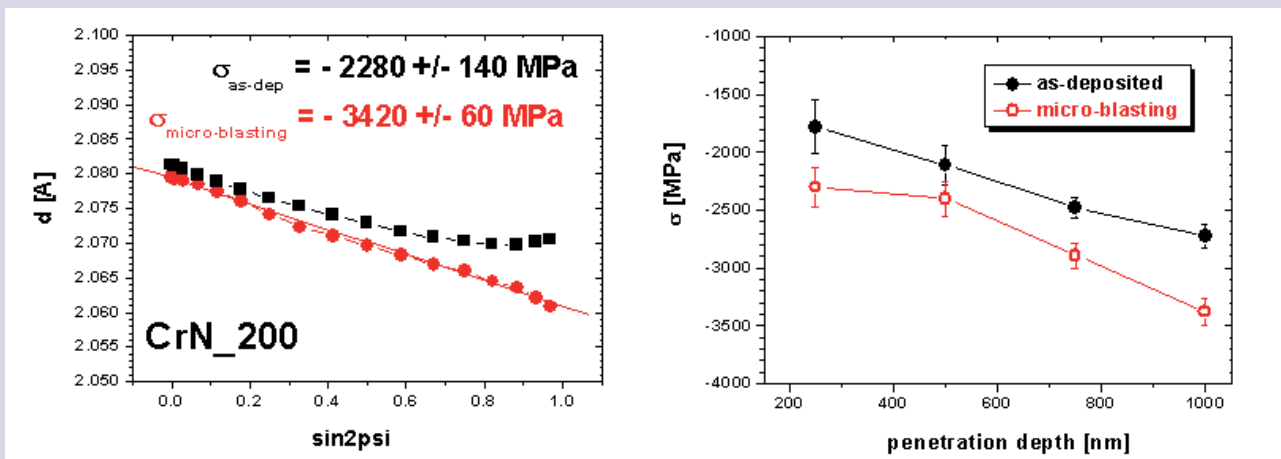 σas-dep = - 2280 +/- 140 MPa
σmicro-blasting = - 3420 +/- 60 MPa
2.100
2.095
2.090
2.085
2.080
2.075
2.070
2.065
2.060
2.055
2.050
d [A]
CrN_200
0.0 0.2 0.4 0.6 0.8 1.0
sin2psi
-1000
-1500
-2000
-2500
-3000
-3500
-4000
σ [MPa]
as-deposited
micro-blasting
200 400 600 800 1000
penetration depth [nm]